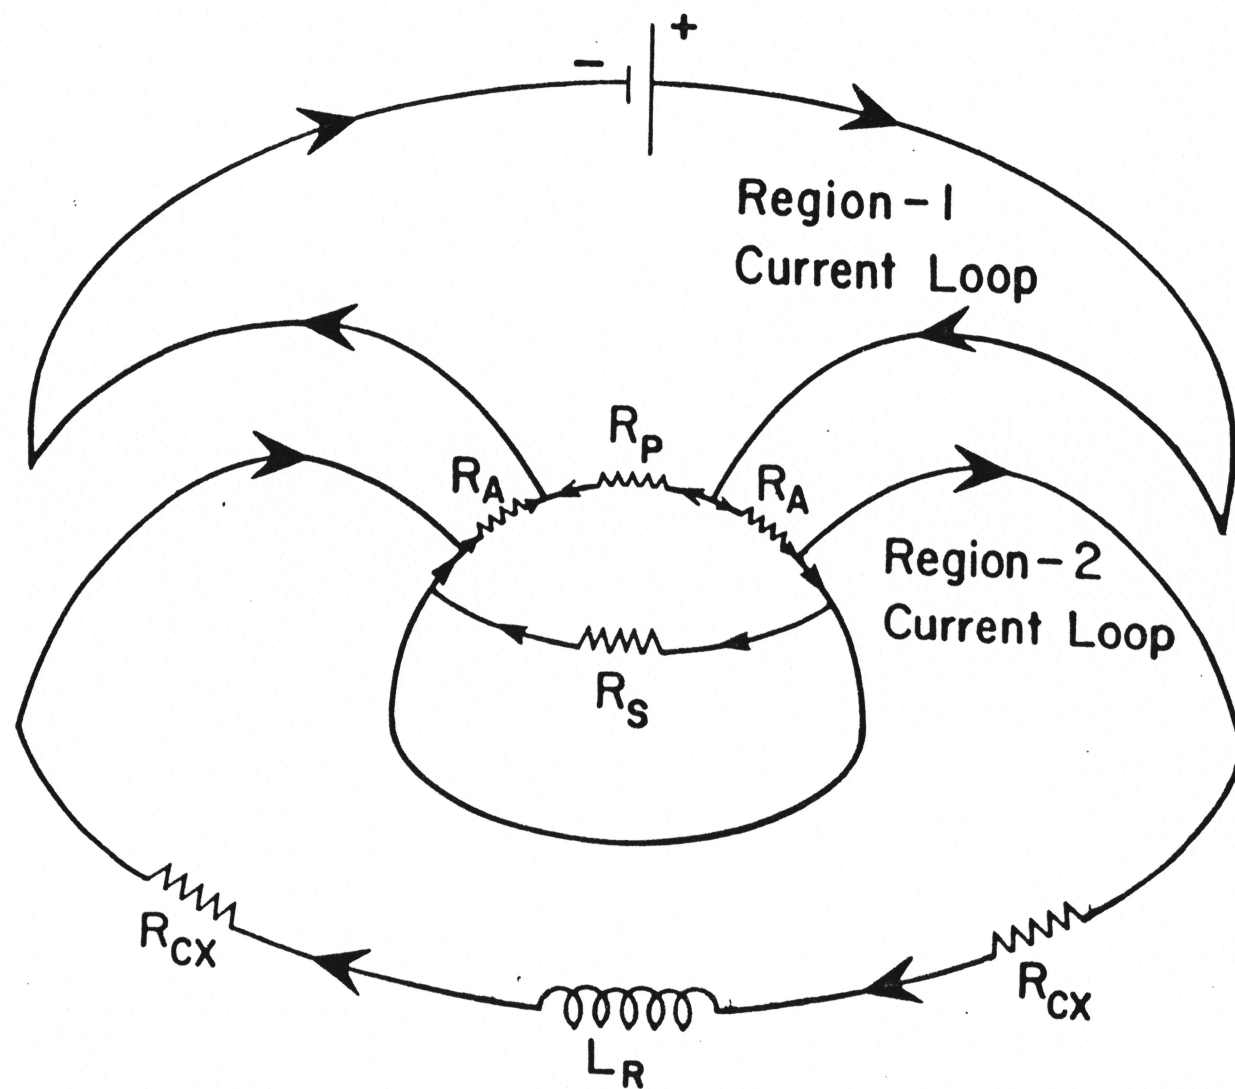 − +
Region-1
Current Loop
R_P
R_A R_A
Region-2
Current Loop
R_S
R_CX
R_CX
L_R